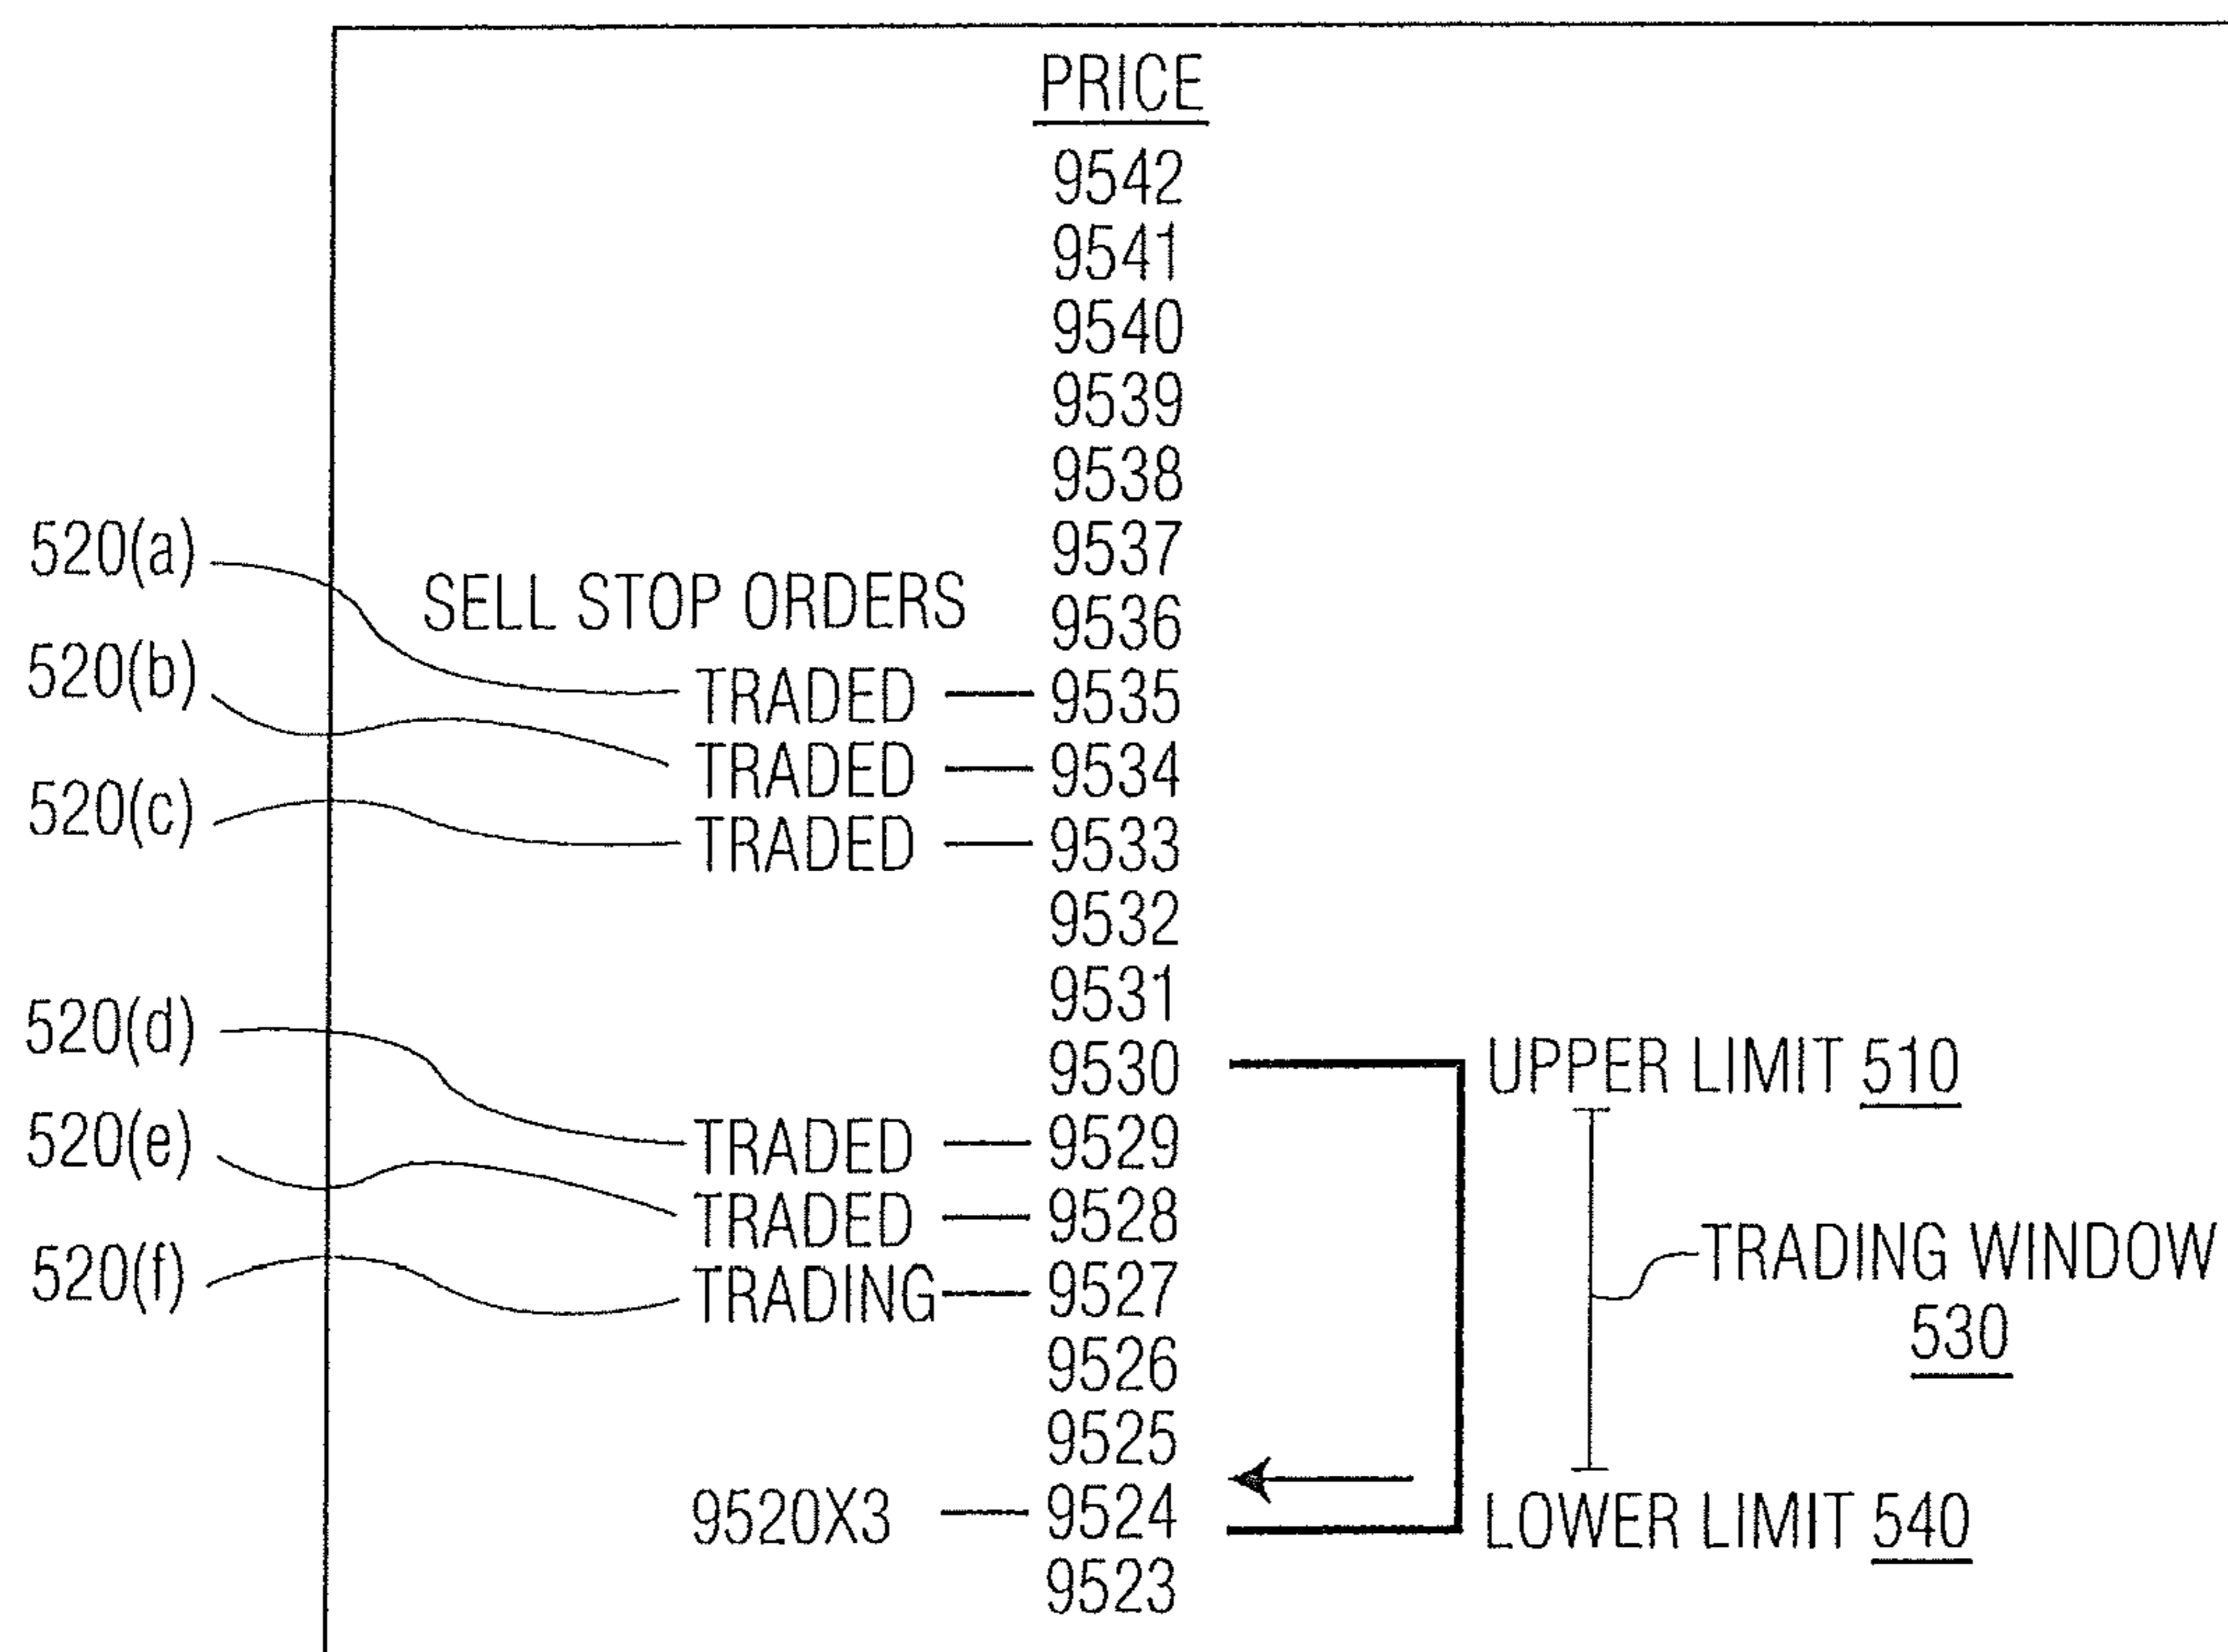 PRICE
9542
9541
9540
9539
9538
9537
520(a)
SELL STOP ORDERS 9536
520(b) TRADED — 9535
TRADED — 9534
520(c) TRADED — 9533
9532
9531
520(d) 9530 UPPER LIMIT 510
520(e) TRADED — 9529
TRADED — 9528 TRADING WINDOW
520(f) TRADING — 9527 530
9526
9525
9520X3 — 9524 LOWER LIMIT 540
9523